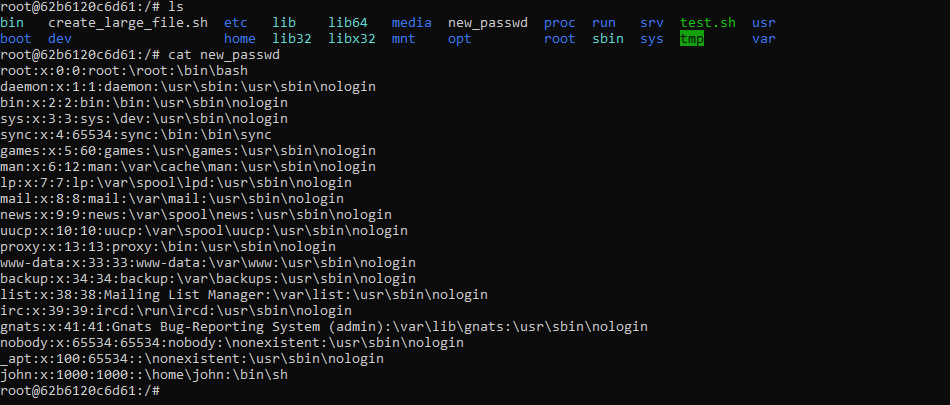 root@62b6120c6d61:/# ls
bin   create_large_file.sh  etc   lib    lib64   media  new_passwd  proc  run   srv  test.sh  usr
boot  dev                   home  lib32  libx32  mnt    opt         root  sbin  sys  tmp      var
root@62b6120c6d61:/# cat new_passwd
root:x:0:0:root:\root:\bin\bash
daemon:x:1:1:daemon:\usr\sbin:\usr\sbin\nologin
bin:x:2:2:bin:\bin:\usr\sbin\nologin
sys:x:3:3:sys:\dev:\usr\sbin\nologin
sync:x:4:65534:sync:\bin:\bin\sync
games:x:5:60:games:\usr\games:\usr\sbin\nologin
man:x:6:12:man:\var\cache\man:\usr\sbin\nologin
lp:x:7:7:lp:\var\spool\lpd:\usr\sbin\nologin
mail:x:8:8:mail:\var\mail:\usr\sbin\nologin
news:x:9:9:news:\var\spool\news:\usr\sbin\nologin
uucp:x:10:10:uucp:\var\spool\uucp:\usr\sbin\nologin
proxy:x:13:13:proxy:\bin:\usr\sbin\nologin
www-data:x:33:33:www-data:\var\www:\usr\sbin\nologin
backup:x:34:34:backup:\var\backups:\usr\sbin\nologin
list:x:38:38:Mailing List Manager:\var\list:\usr\sbin\nologin
irc:x:39:39:ircd:\run\ircd:\usr\sbin\nologin
gnats:x:41:41:Gnats Bug-Reporting System (admin):\var\lib\gnats:\usr\sbin\nologin
nobody:x:65534:65534:nobody:\nonexistent:\usr\sbin\nologin
_apt:x:100:65534::\nonexistent:\usr\sbin\nologin
john:x:1000:1000::\home\john:\bin\sh
root@62b6120c6d61:/#